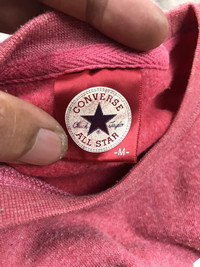 CONVERSE
Chuck Taylor
ALL STAR
-M-